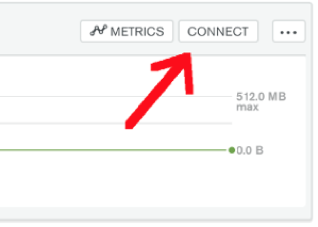 METRICS
CONNECT
...
512.0 MB
max
0.0 B